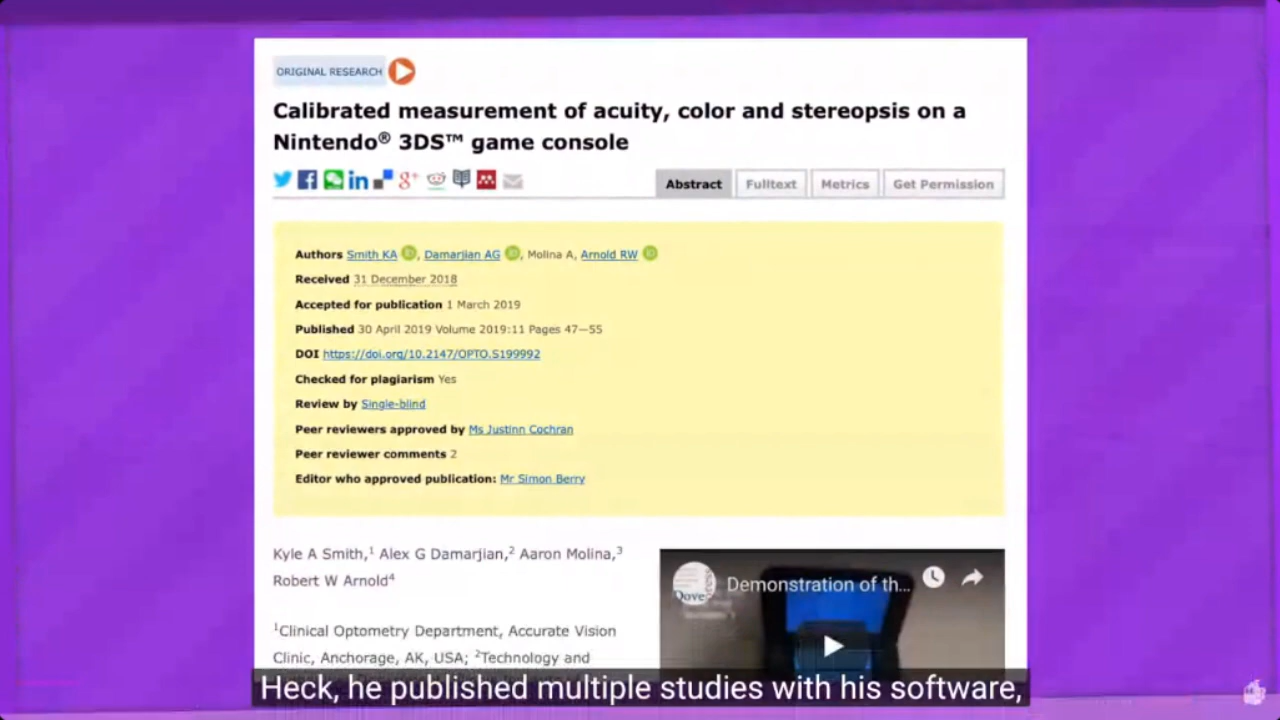 ORIGINAL RESEARCH
Calibrated measurement of acuity, color and stereopsis on a
Nintendo® 3DS™ game console
Abstract Fulltext Metrics Get Permission
Authors Smith KA, Damarjian AG, Molina A, Arnold RW
Received 31 December 2018
Accepted for publication 1 March 2019
Published 30 April 2019 Volume 2019:11 Pages 47—55
DOI https://doi.org/10.2147/OPTO.S199992
Checked for plagiarism Yes
Review by Single-blind
Peer reviewers approved by Ms Justinn Cochran
Peer reviewer comments 2
Editor who approved publication: Mr Simon Berry
Kyle A Smith,¹ Alex G Damarjian,² Aaron Molina,³
Robert W Arnold⁴
¹Clinical Optometry Department, Accurate Vision
Clinic, Anchorage, AK, USA; ²Technology and
Dove
Demonstration of th...
Heck, he published multiple studies with his software,